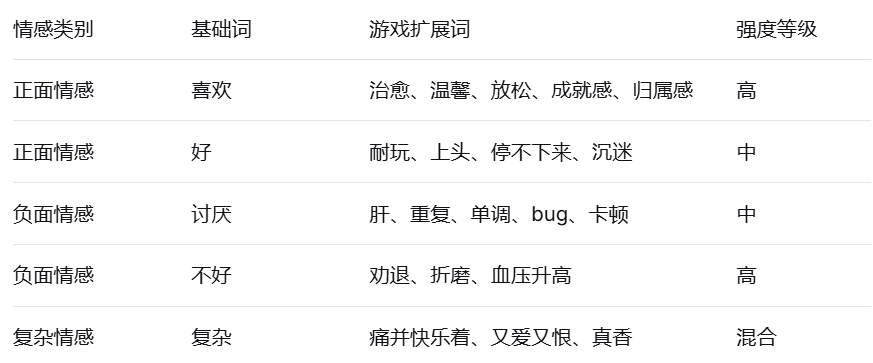 情感类别 基础词 游戏扩展词 强度等级
正面情感 喜欢 治愈、温馨、放松、成就感、归属感 高
正面情感 好 耐玩、上头、停不下来、沉迷 中
负面情感 讨厌 肝、重复、单调、bug、卡顿 中
负面情感 不好 劝退、折磨、血压升高 高
复杂情感 复杂 痛并快乐着、又爱又恨、真香 混合